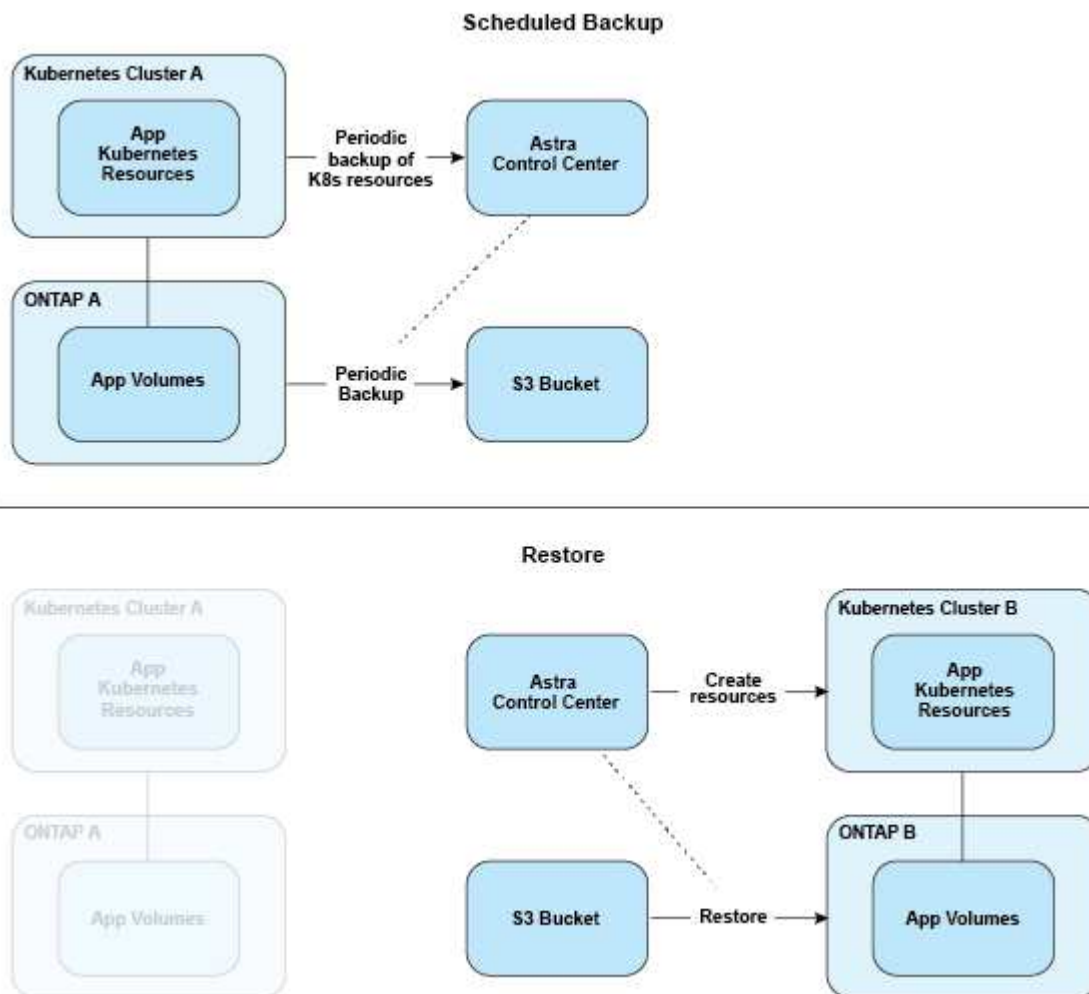 Scheduled Backup
Kubernetes Cluster A
App
Kubernetes
Resources
Periodic
backup of
K8s resources
Astra
Control Center
ONTAP A
App Volumes
Periodic
Backup
S3 Bucket
Restore
Kubernetes Cluster A
App
Kubernetes
Resources
Astra
Control Center
Create
resources
Kubernetes Cluster B
App
Kubernetes
Resources
ONTAP A
App Volumes
S3 Bucket
Restore
ONTAP B
App Volumes